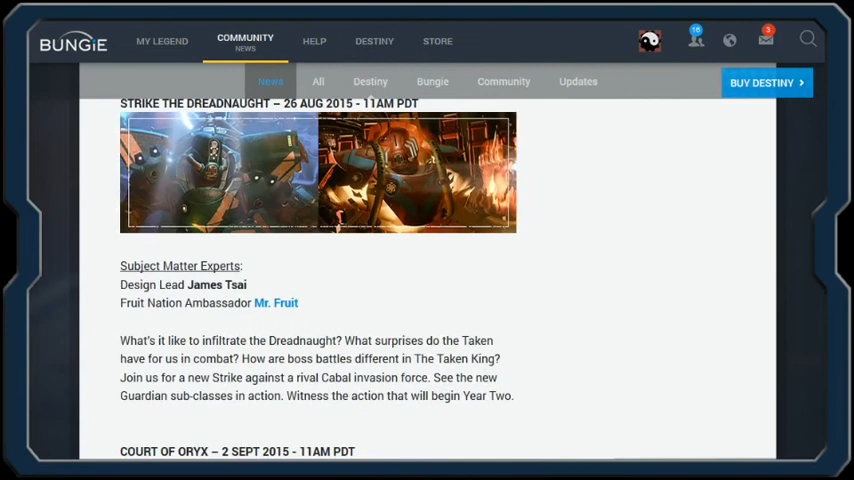 BUNGiE
MY LEGEND
COMMUNITY
NEWS
HELP
DESTINY
STORE
16
3
News
All
Destiny
Bungie
Community
Updates
BUY DESTINY
STRIKE THE DREADNAUGHT – 26 AUG 2015 - 11AM PDT
Subject Matter Experts:
Design Lead James Tsai
Fruit Nation Ambassador Mr. Fruit
What's it like to infiltrate the Dreadnaught? What surprises do the Taken
have for us in combat? How are boss battles different in The Taken King?
Join us for a new Strike against a rival Cabal invasion force. See the new
Guardian sub-classes in action. Witness the action that will begin Year Two.
COURT OF ORYX – 2 SEPT 2015 - 11AM PDT